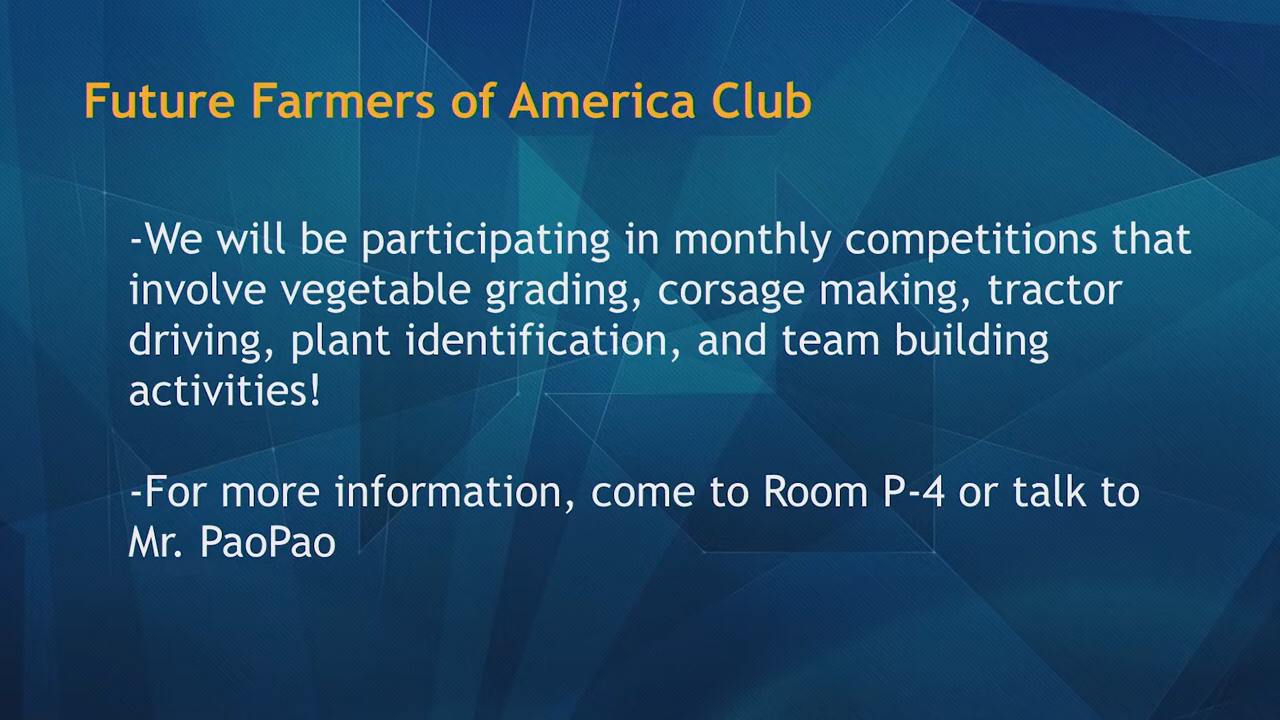 Future Farmers of America Club
-We will be participating in monthly competitions that
involve vegetable grading, corsage making, tractor
driving, plant identification, and team building
activities!
-For more information, come to Room P-4 or talk to
Mr. PaoPao